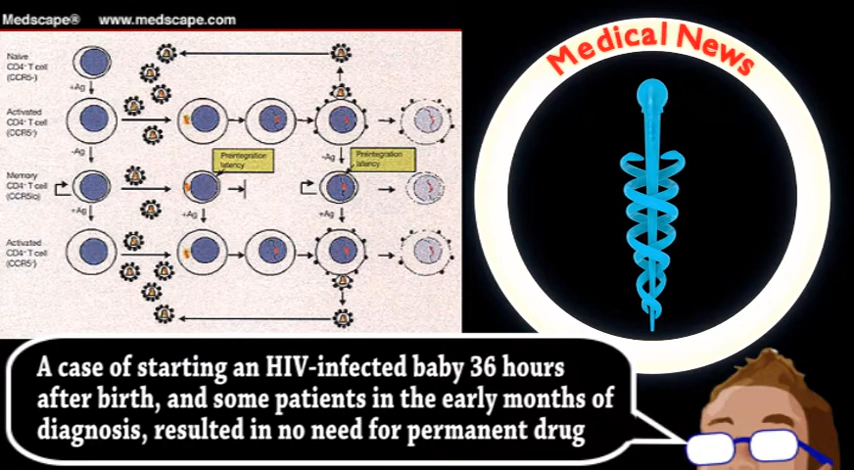 Medscape® www.medscape.com
Medical News
Naive
CD4⁺ T cell
(CCR5-)
+Ag
Activated
CD4⁺ T cell
(CCR5⁺)
-Ag
-Ag
Preintegration
latency
Preintegration
latency
Memory
CD4⁺ T cell
(CCR5lo)
+Ag
+Ag
+Ag
Activated
CD4⁺ T cell
(CCR5⁺)
A case of starting an HIV-infected baby 36 hours
after birth, and some patients in the early months of
diagnosis, resulted in no need for permanent drug